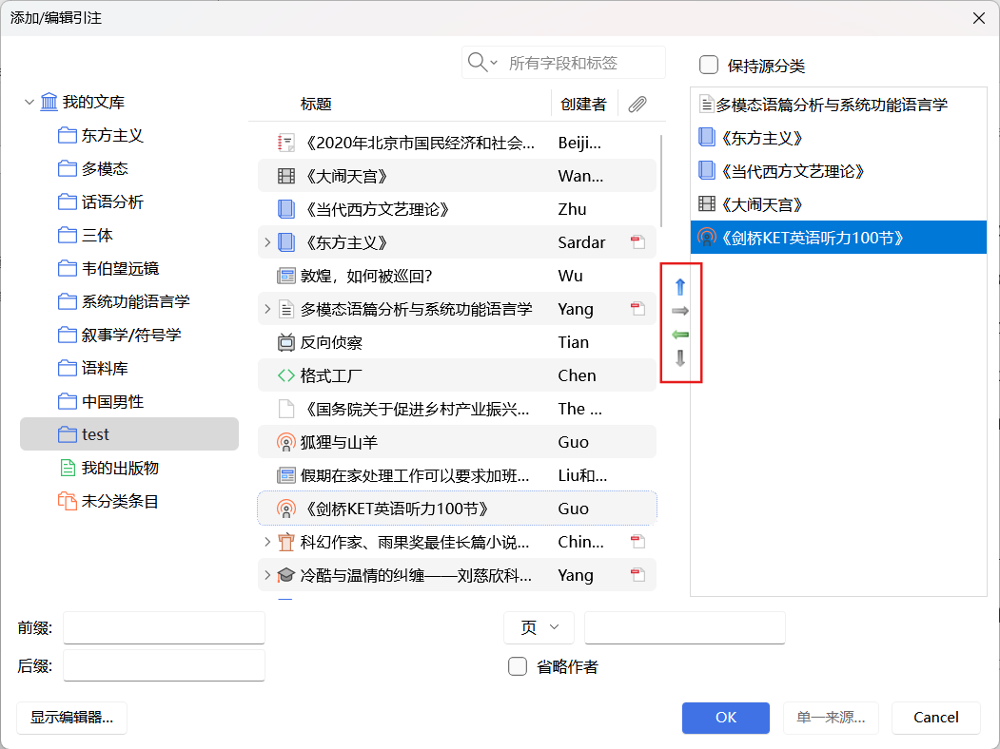 添加/编辑引注
所有字段和标签
保持源分类
我的文库
东方主义
多模态
话语分析
三体
韦伯望远镜
系统功能语言学
叙事学/符号学
语料库
中国男性
test
我的出版物
未分类条目
标题 创建者
《2020年北京市国民经济和社会... Beiji...
《大闹天宫》 Wan...
《当代西方文艺理论》 Zhu
《东方主义》 Sardar
敦煌，如何被巡回？ Wu
多模态语篇分析与系统功能语言学 Yang
反向侦察 Tian
格式工厂 Chen
《国务院关于促进乡村产业振兴... The ...
狐狸与山羊 Guo
假期在家处理工作可以要求加班... Liu和...
《剑桥KET英语听力100节》 Guo
科幻作家、雨果奖最佳长篇小说... Chin...
冷酷与温情的纠缠——刘慈欣科... Yang
多模态语篇分析与系统功能语言学
《东方主义》
《当代西方文艺理论》
《大闹天宫》
《剑桥KET英语听力100节》
前缀:
页
后缀:
省略作者
显示编辑器...
OK
单一来源...
Cancel